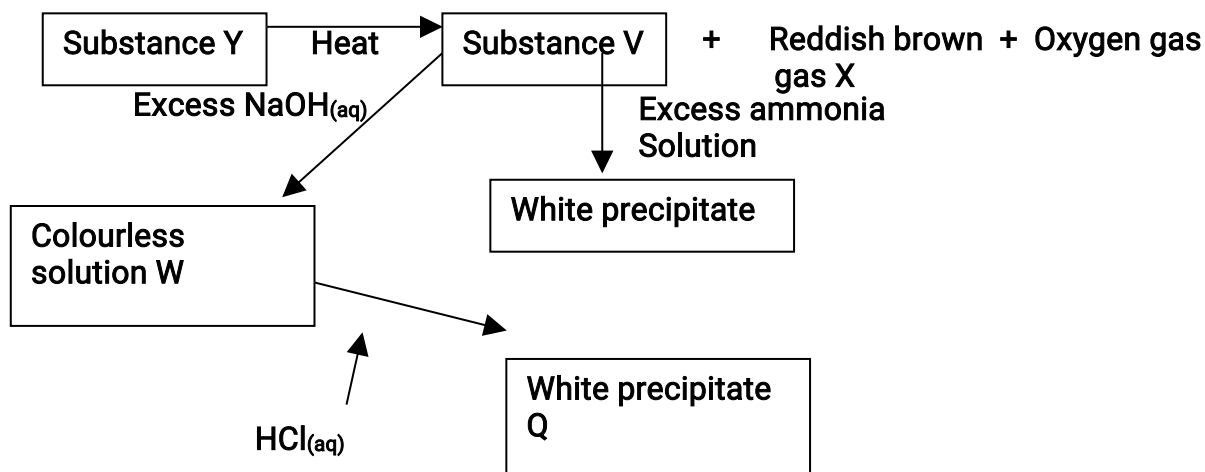 Substance Y
Heat
Substance V
+
Reddish brown + Oxygen gas
gas X
Excess NaOH(aq)
Excess ammonia
Solution
White precipitate
Colourless
solution W
HCl(aq)
White precipitate
Q